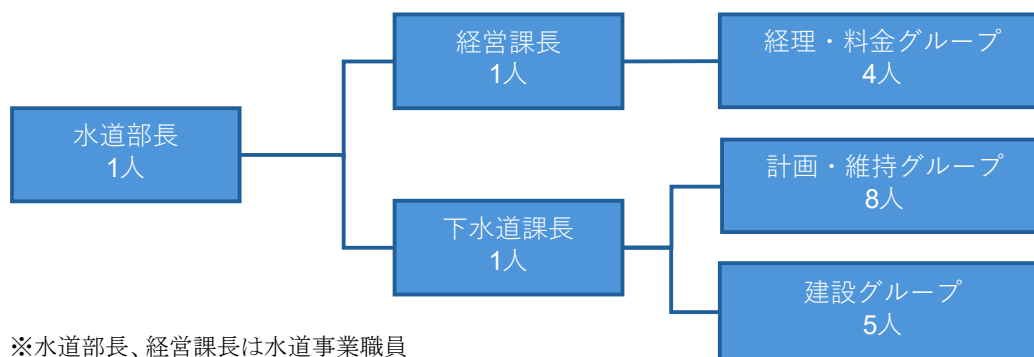 水道部長
1人
経営課長
1人
経理・料金グループ
4人
下水道課長
1人
計画・維持グループ
8人
建設グループ
5人
※水道部長、経営課長は水道事業職員